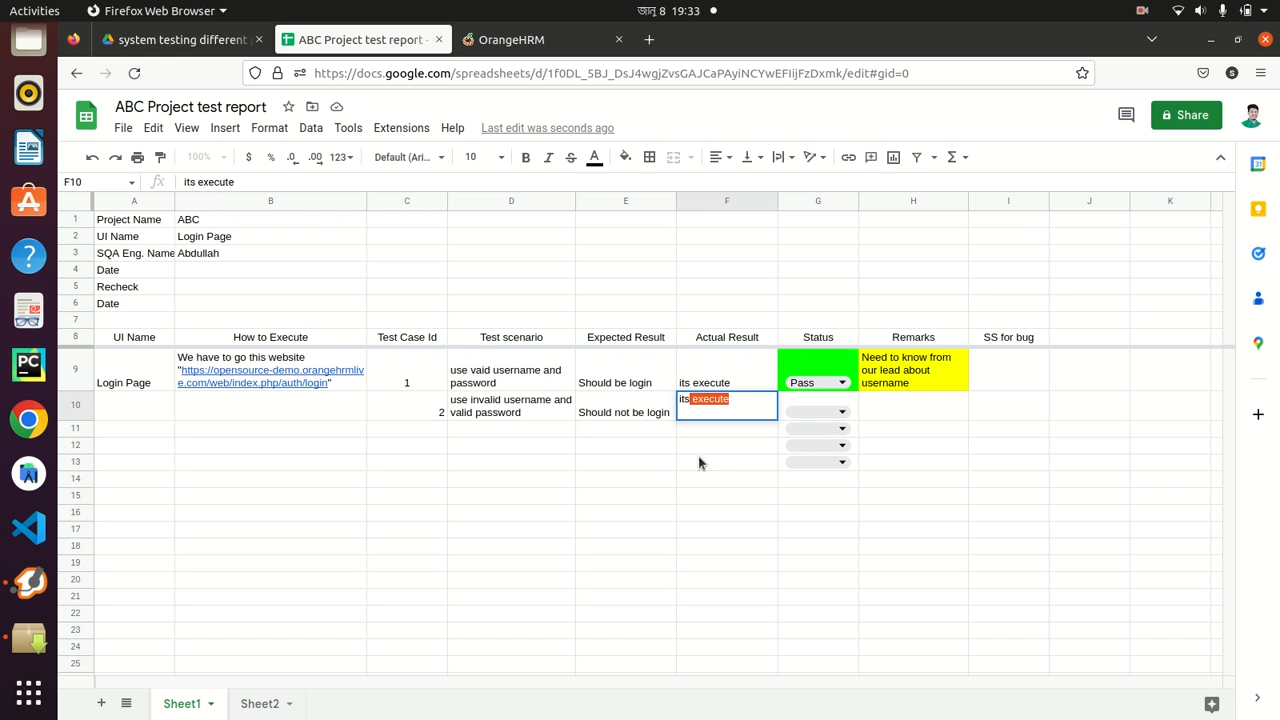 Activities
Firefox Web Browser
জানু 8 19:33
system testing different
ABC Project test report -
OrangeHRM
https://docs.google.com/spreadsheets/d/1f0DL_5BJ_DsJ4wgjZvsGAJCaPAyiNCYwEFIijFzDxmk/edit#gid=0
ABC Project test report
File Edit View Insert Format Data Tools Extensions Help Last edit was seconds ago
Share
100% $ % .0 .00 123 Default (Ari... 10 B I S A
F10 fx its execute
A B C D E F G H I J K
1 Project Name ABC
2 UI Name Login Page
3 SQA Eng. Name Abdullah
4 Date
5 Recheck
6 Date
7
8 UI Name How to Execute Test Case Id Test scenario Expected Result Actual Result Status Remarks SS for bug
We have to go this website
"https://opensource-demo.orangehrmliv
e.com/web/index.php/auth/login"
9 Login Page 1
use vaid username and
password
Should be login
its execute
Pass
Need to know from
our lead about
username
10
2
use invalid username and
valid password
Should not be login
its execute
11
12
13
14
15
16
17
18
19
20
21
22
23
24
25
Sheet1 Sheet2